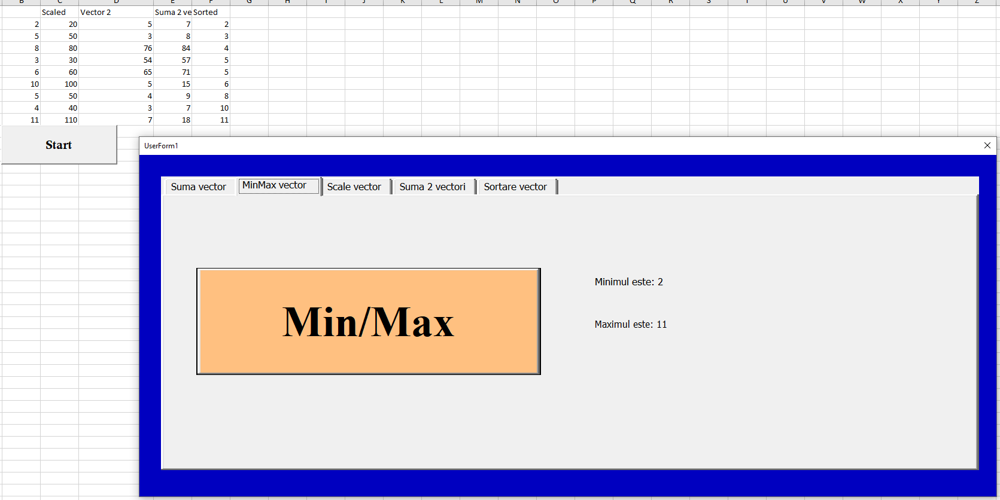 B C D E F G H I J K L M N O P Q R S T U V W X Y Z
Scaled Vector 2 Suma 2 ve Sorted
2 20 5 7 2
5 50 3 8 3
8 80 76 84 4
3 30 54 57 5
6 60 65 71 5
10 100 5 15 6
5 50 4 9 8
4 40 3 7 10
11 110 7 18 11
Start
UserForm1
Suma vector MinMax vector Scale vector Suma 2 vectori Sortare vector
Min/Max
Minimul este: 2
Maximul este: 11